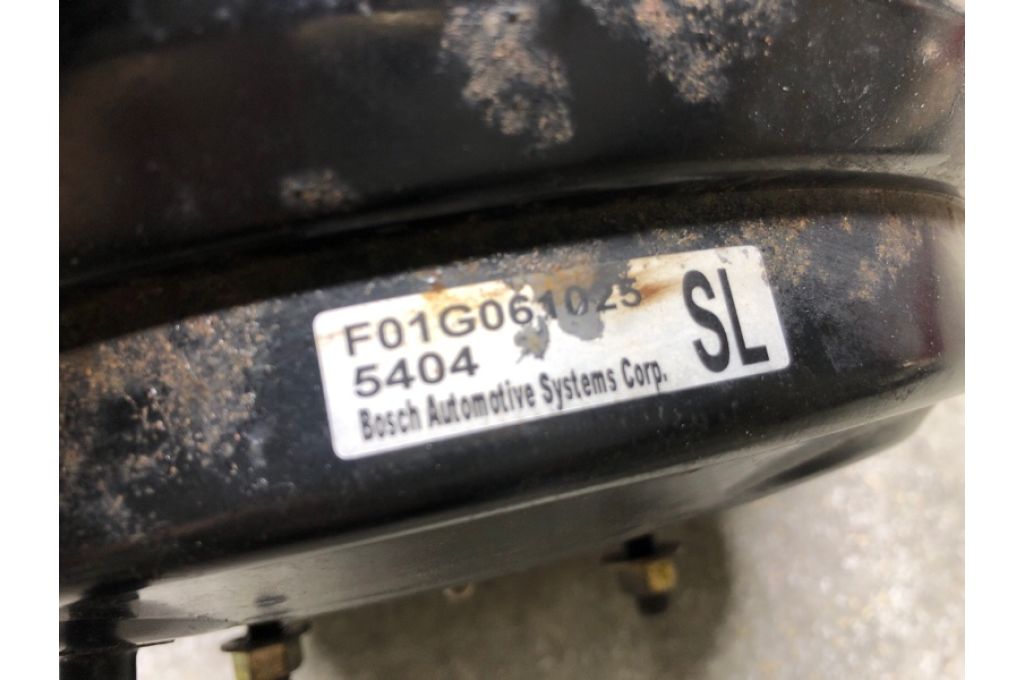 F01G061025
5404
Bosch Automotive Systems Corp.
SL